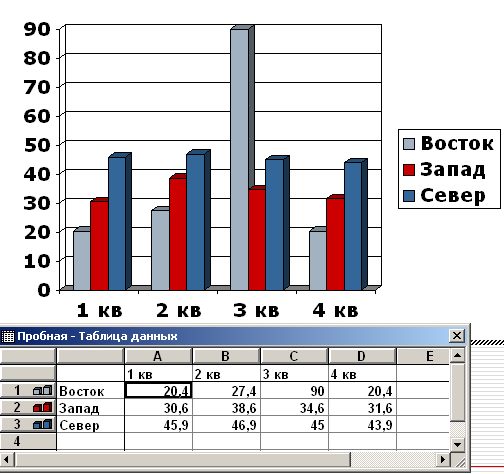 90
80
70
60
50
40
30
20
10
0
1 кв 2 кв 3 кв 4 кв
Восток
Запад
Север
Пробная - Таблица данных
A B C D E
1 кв 2 кв 3 кв 4 кв
1 Восток 20,4 27,4 90 20,4
2 Запад 30,6 38,6 34,6 31,6
3 Север 45,9 46,9 45 43,9
4